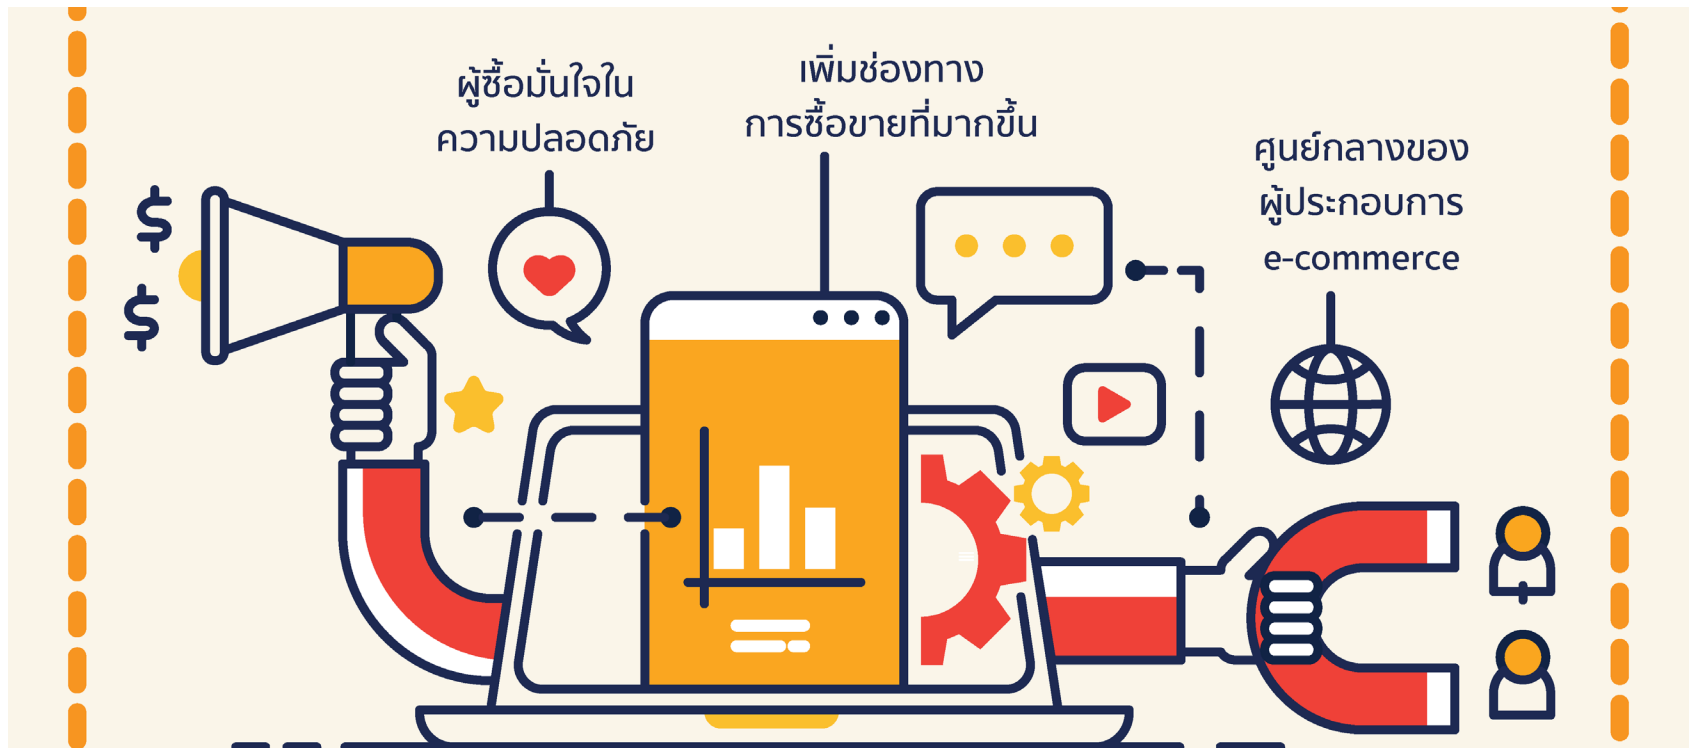 ผู้ซื้อมั่นใจใน
ความปลอดภัย
เพิ่มช่องทาง
การซื้อขายที่มากขึ้น
ศูนย์กลางของ
ผู้ประกอบการ
e-commerce
$
$